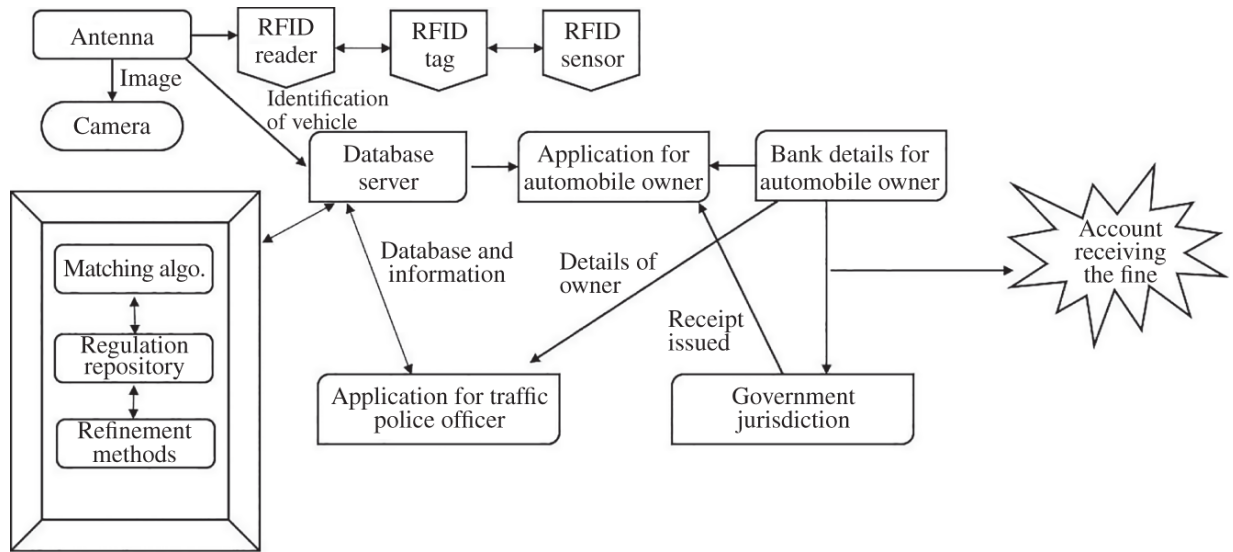 Antenna
RFID
reader
RFID
tag
RFID
sensor
Image
Camera
Identification
of vehicle
Database
server
Application for
automobile owner
Bank details for
automobile owner
Account
receiving
the fine
Matching algo.
Regulation
repository
Refinement
methods
Database and
information
Details of
owner
Receipt
issued
Application for traffic
police officer
Government
jurisdiction